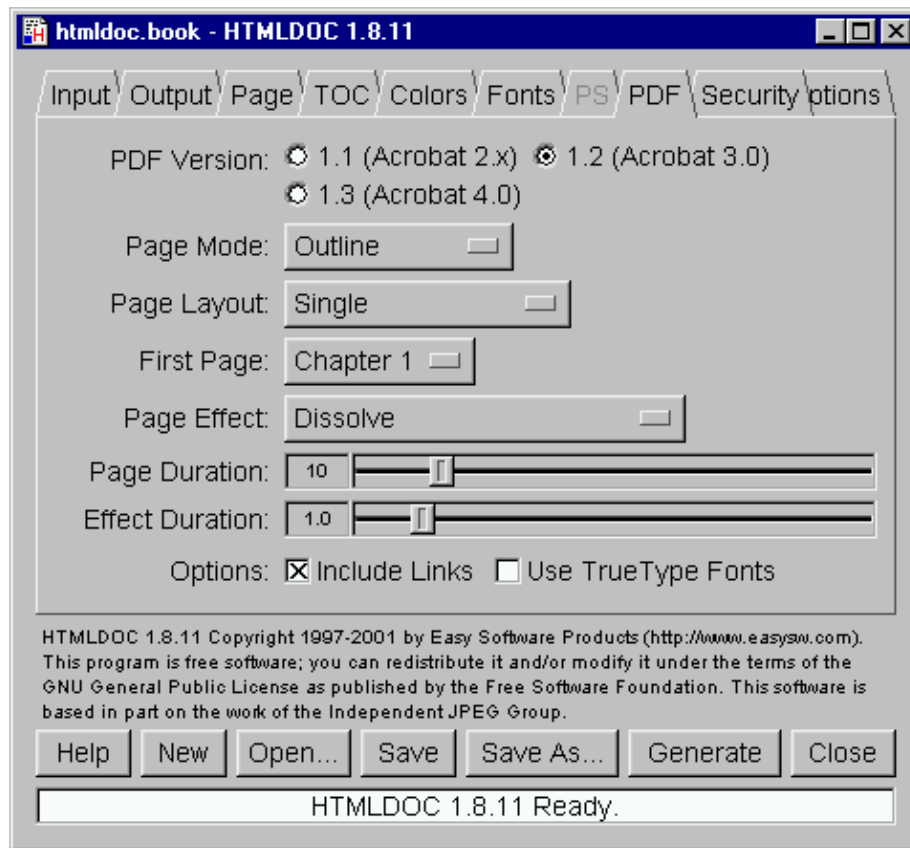 htmldoc.book - HTMLDOC 1.8.11
Input Output Page TOC Colors Fonts PS PDF Security ptions
PDF Version: 1.1 (Acrobat 2.x) 1.2 (Acrobat 3.0)
1.3 (Acrobat 4.0)
Page Mode: Outline
Page Layout: Single
First Page: Chapter 1
Page Effect: Dissolve
Page Duration: 10
Effect Duration: 1.0
Options: Include Links Use TrueType Fonts
HTMLDOC 1.8.11 Copyright 1997-2001 by Easy Software Products (http://www.easysw.com).
This program is free software; you can redistribute it and/or modify it under the terms of the
GNU General Public License as published by the Free Software Foundation. This software is
based in part on the work of the Independent JPEG Group.
Help New Open... Save Save As... Generate Close
HTMLDOC 1.8.11 Ready.